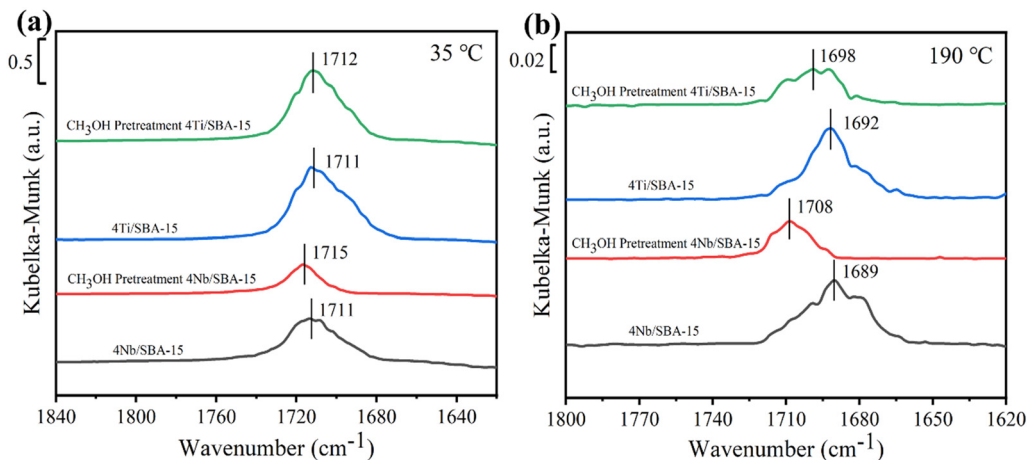 (a)
0.5
35 ℃
1712
CH₃OH Pretreatment 4Ti/SBA-15
1711
4Ti/SBA-15
1715
CH₃OH Pretreatment 4Nb/SBA-15
1711
4Nb/SBA-15
Kubelka-Munk (a.u.)
1840 1800 1760 1720 1680 1640
Wavenumber (cm⁻¹)
(b)
0.02
190 ℃
1698
CH₃OH Pretreatment 4Ti/SBA-15
1692
4Ti/SBA-15
1708
CH₃OH Pretreatment 4Nb/SBA-15
1689
4Nb/SBA-15
Kubelka-Munk (a.u.)
1800 1770 1740 1710 1680 1650 1620
Wavenumber (cm⁻¹)